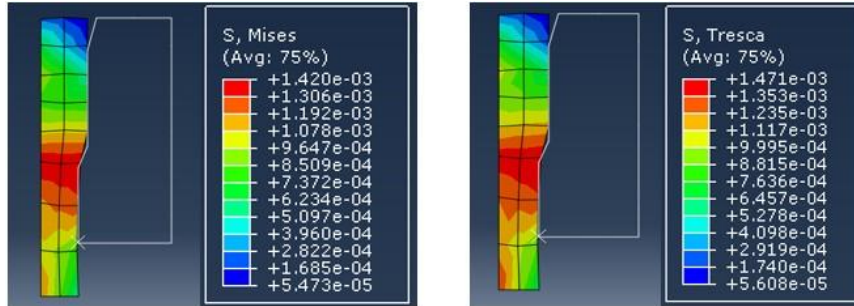 S, Mises
(Avg: 75%)
+1.420e-03
+1.306e-03
+1.192e-03
+1.078e-03
+9.647e-04
+8.509e-04
+7.372e-04
+6.234e-04
+5.097e-04
+3.960e-04
+2.822e-04
+1.685e-04
+5.473e-05
S, Tresca
(Avg: 75%)
+1.471e-03
+1.353e-03
+1.235e-03
+1.117e-03
+9.995e-04
+8.815e-04
+7.636e-04
+6.457e-04
+5.278e-04
+4.098e-04
+2.919e-04
+1.740e-04
+5.608e-05